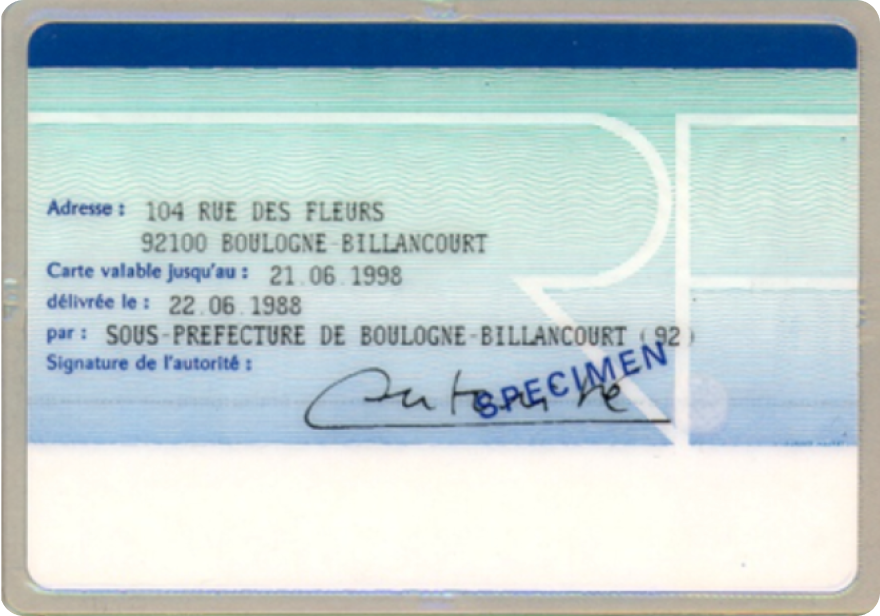 Adresse : 104 RUE DES FLEURS
92100 BOULOGNE-BILLANCOURT
Carte valable jusqu'au : 21.06.1998
délivrée le : 22.06.1988
par : SOUS-PREFECTURE DE BOULOGNE-BILLANCOURT (92)
Signature de l'autorité :
SPECIMEN
RF